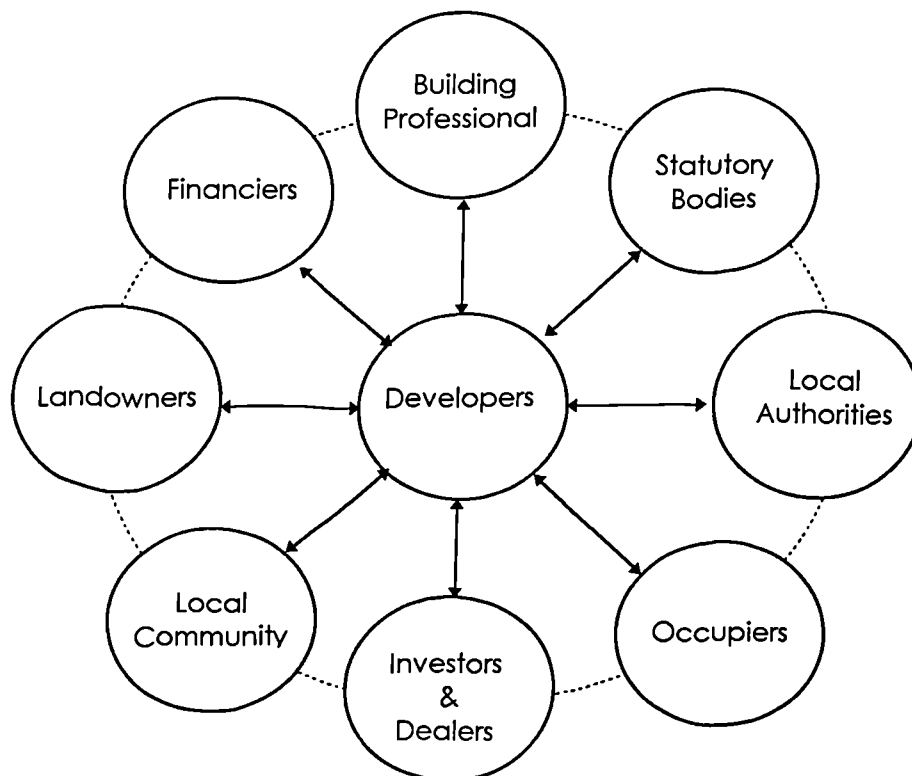 Building
Professional
Statutory
Bodies
Financiers
Landowners
Developers
Local
Authorities
Local
Community
Investors
&
Dealers
Occupiers